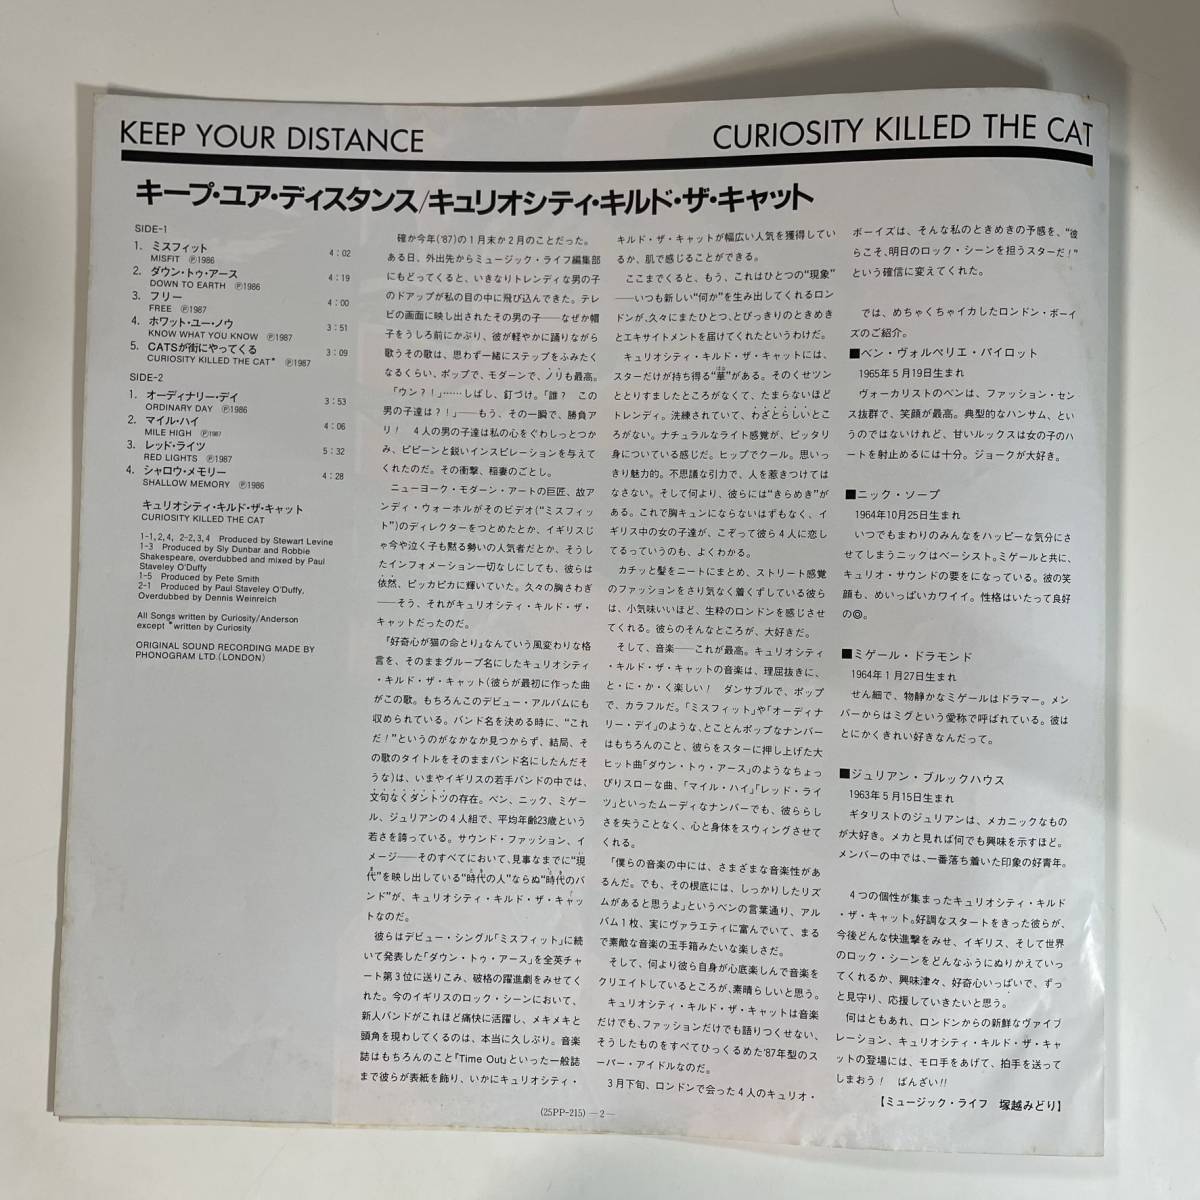 KEEP YOUR DISTANCE
CURIOSITY KILLED THE CAT
キープ・ユア・ディスタンス/キュリオシティ・キルド・ザ・キャット
SIDE-1
1. ミスフィット 4:02
MISFIT ℗1986
2. ダウン・トゥ・アース 4:19
DOWN TO EARTH ℗1986
3. フリー 4:00
FREE ℗1987
4. ホワット・ユー・ノウ 3:51
KNOW WHAT YOU KNOW ℗1987
5. CATSが街にやってくる 3:09
CURIOSITY KILLED THE CAT* ℗1987
SIDE-2
1. オーディナリー・デイ 3:53
ORDINARY DAY ℗1986
2. マイル・ハイ 4:06
MILE HIGH ℗1987
3. レッド・ライツ 5:32
RED LIGHTS ℗1987
4. シャロウ・メモリー 4:28
SHALLOW MEMORY ℗1986
キュリオシティ・キルド・ザ・キャット
CURIOSITY KILLED THE CAT
1-1,2,4, 2-2,3,4 Produced by Stewart Levine
1-3 Produced by Sly Dunbar and Robbie
Shakespeare, overdubbed and mixed by Paul
Staveley O'Duffy
1-5 Produced by Pete Smith
2-1 Produced by Paul Staveley O'Duffy,
Overdubbed by Dennis Weinreich
All Songs written by Curiosity/Anderson
except *written by Curiosity
ORIGINAL SOUND RECORDING MADE BY
PHONOGRAM LTD.(LONDON)
確か今年('87)の1月末か2月のことだった。
ある日、外出先からミュージック・ライフ編集部
にもどってくると、いきなりトレンディな男の子
のドアップが私の目の中に飛び込んできた。テレ
ビの画面に映し出されたその男の子──なぜか帽
子をうしろ前にかぶり、彼が軽やかに踊りながら
歌うその歌は、思わず一緒にステップをふみたく
なるくらい、ポップで、モダーンで、ノリも最高。
「ウン?!」……しばし、釘づけ。「誰? この
男の子達は?!」──もう、その一瞬で、勝負ア
リ! 4人の男の子達は私の心をぐわしっとつか
み、ビビーンと鋭いインスピレーションを与えて
くれたのだ。その衝撃、稲妻のごとし。
ニューヨーク・モダーン・アートの巨匠、故ア
ンディ・ウォーホルがそのビデオ("ミスフィッ
ト")のディレクターをつとめたとか、イギリスじ
ゃ今や泣く子も黙る勢いの人気者だとか、そうし
たインフォメーション一切なしにしても、彼らは
依然、ピッカピカに輝いていた。久々の胸さわぎ
──そう、それがキュリオシティ・キルド・ザ・
キャットだったのだ。
「好奇心が猫の命とり」なんていう風変わりな格
言を、そのままグループ名にしたキュリオシティ
・キルド・ザ・キャット(彼らが最初に作った曲
がこの歌。もちろんこのデビュー・アルバムにも
収められている。バンド名を決める時に、"これ
だ!"というのがなかなか見つからず、結局、そ
の歌のタイトルをそのままバンド名にしたんだそ
うな)は、いまやイギリスの若手バンドの中では、
文句なくダントツの存在。ベン、ニック、ミゲー
ル、ジュリアンの4人組で、平均年齢23歳という
若さを誇っている。サウンド・ファッション、イ
メージ──そのすべてにおいて、見事なまでに"現
代"を映し出している"時代の人"ならぬ"時代のバ
ンド"が、キュリオシティ・キルド・ザ・キャッ
トなのだ。
彼らはデビュー・シングル「ミスフィット」に続
いて発表した「ダウン・トゥ・アース」を全英チャ
ート第3位に送りこみ、破格の躍進劇をみせてく
れた。今のイギリスのロック・シーンにおいて、
新人バンドがこれほど痛快に活躍し、メキメキと
頭角を現わしてくるのは、本当に久しぶり。音楽
誌はもちろんのこと「Time Out」といった一般誌
まで彼らが表紙を飾り、いかにキュリオシティ・
キルド・ザ・キャットが幅広い人気を獲得してい
るか、肌で感じることができる。
ここまでくると、もう、これはひとつの"現象"
──いつも新しい"何か"を生み出してくれるロン
ドンが、久々にまたひとつ、とびっきりのときめき
とエキサイトメントを届けてくれたというわけだ。
キュリオシティ・キルド・ザ・キャットには、
スターだけが持ち得る"華"がある。そのくせツン
ととりすましたところがなくて、たまらないほど
トレンディ。洗練されていて、わざとらしいとこ
ろがない。ナチュラルなライト感覚が、ピッタリ
身についている感じだ。ヒップでクール。思いっ
きり魅力的。不思議な引力で、人を惹きつけては
なさない。そして何より、彼らには"きらめき"が
ある。これで胸キュンにならないはずもなく、イ
ギリス中の女の子達が、こぞって彼ら4人に恋し
てるっていうのも、よくわかる。
カチッと髪をニートにまとめ、ストリート感覚
のファッションをさり気なく着くずしている彼ら
は、小気味いいほど、生粋のロンドンを感じさせ
てくれる。彼らのそんなところが、大好きだ。
そして、音楽──これが最高。キュリオシティ
・キルド・ザ・キャットの音楽は、理屈抜きに、
と・に・か・く楽しい! ダンサブルで、ポップ
で、カラフルだ。「ミスフィット」や「オーディナ
リー・デイ」のような、とことんポップなナンバー
はもちろんのこと、彼らをスターに押し上げた大
ヒット曲「ダウン・トゥ・アース」のようなちょっ
ぴりスローな曲、「マイル・ハイ」「レッド・ライ
ツ」といったムーディなナンバーでも、彼ららし
さを失うことなく、心と身体をスウィングさせて
くれる。
「僕らの音楽の中には、さまざまな音楽性があ
るんだ。でも、その根底には、しっかりしたリズ
ムがあると思うよ」というベンの言葉通り、アル
バム1枚、実にヴァラエティに富んでいて、まる
で素敵な音楽の玉手箱みたいな楽しさだ。
そして、何より彼ら自身が心底楽しんで音楽を
クリエイトしているところが、素晴らしいと思う。
キュリオシティ・キルド・ザ・キャットは音楽
だけでも、ファッションだけでも語りつくせない、
そうしたものをすべてひっくるめた'87年型のスー
パー・アイドルなのだ。
3月下旬、ロンドンで会った4人のキュリオ・
ボーイズは、そんな私のときめきの予感を、"彼
らこそ、明日のロック・シーンを担うスターだ!"
という確信に変えてくれた。
では、めちゃくちゃイカしたロンドン・ボーイ
ズのご紹介。
■ベン・ヴォルペリエ・パイロット
1965年5月19日生まれ
ヴォーカリストのベンは、ファッション・セン
ス抜群で、笑顔が最高。典型的なハンサム、とい
うのではないけれど、甘いルックスは女の子のハ
ートを射止めるには十分。ジョークが大好き。
■ニック・ソープ
1964年10月25日生まれ
いつでもまわりのみんなをハッピーな気分にさ
せてしまうニックはベーシスト。ミゲールと共に、
キュリオ・サウンドの要をになっている。彼の笑
顔も、めいっぱいカワイイ。性格はいたって良好
の◎。
■ミゲール・ドラモンド
1964年1月27日生まれ
せん細で、物静かなミゲールはドラマー。メン
バーからはミグという愛称で呼ばれている。彼は
とにかくきれい好きなんだって。
■ジュリアン・ブルックハウス
1963年5月15日生まれ
ギタリストのジュリアンは、メカニックなもの
が大好き。メカと見れば何でも興味を示すほど。
メンバーの中では、一番落ち着いた印象の好青年。
4つの個性が集まったキュリオシティ・キルド
・ザ・キャット。好調なスタートをきった彼らが、
今後どんな快進撃をみせ、イギリス、そして世界
のロック・シーンをどんなふうにぬりかえていっ
てくれるか、興味津々、好奇心いっぱいで、ずっ
と見守り、応援していきたいと思う。
何はともあれ、ロンドンからの新鮮なヴァイブ
レーション、キュリオシティ・キルド・ザ・キャ
ットの登場には、モロ手をあげて、拍手を送って
しまおう! ばんざい!!
【ミュージック・ライフ 塚越みどり】
(25PP-215) —2—